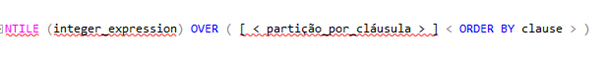 NTILE (integer_expression) OVER ( [ < partição_por_cláusula > ] < ORDER BY clause > )